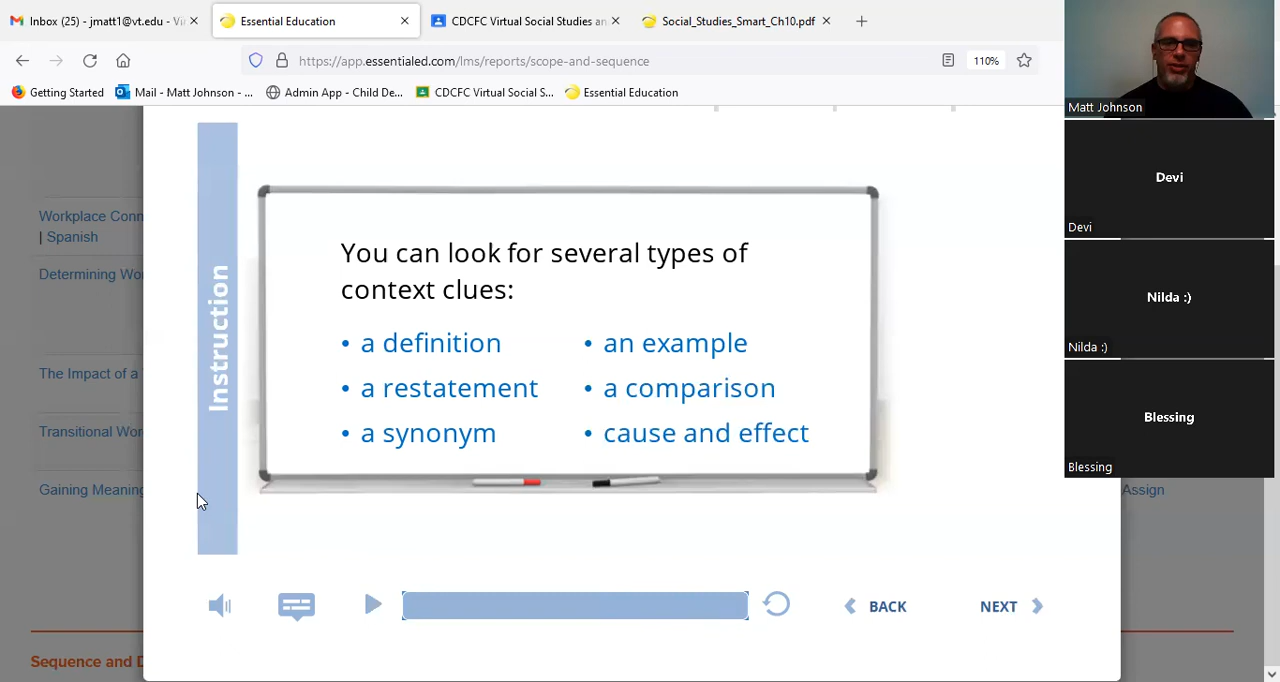 Inbox (25) - jmatt1@vt.edu - Vi
Essential Education
CDCFC Virtual Social Studies an
Social_Studies_Smart_Ch10.pdf
https://app.essentialed.com/lms/reports/scope-and-sequence
110%
Getting Started
Mail - Matt Johnson - ...
Admin App - Child De...
CDCFC Virtual Social S...
Essential Education
Workplace Conn
| Spanish
Determining Wo
The Impact of a
Transitional Wor
Gaining Meaning
Sequence and D
Instruction
You can look for several types of
context clues:
• a definition
• a restatement
• a synonym
• an example
• a comparison
• cause and effect
BACK
NEXT
Assign
Matt Johnson
Devi
Devi
Nilda :)
Nilda :)
Blessing
Blessing